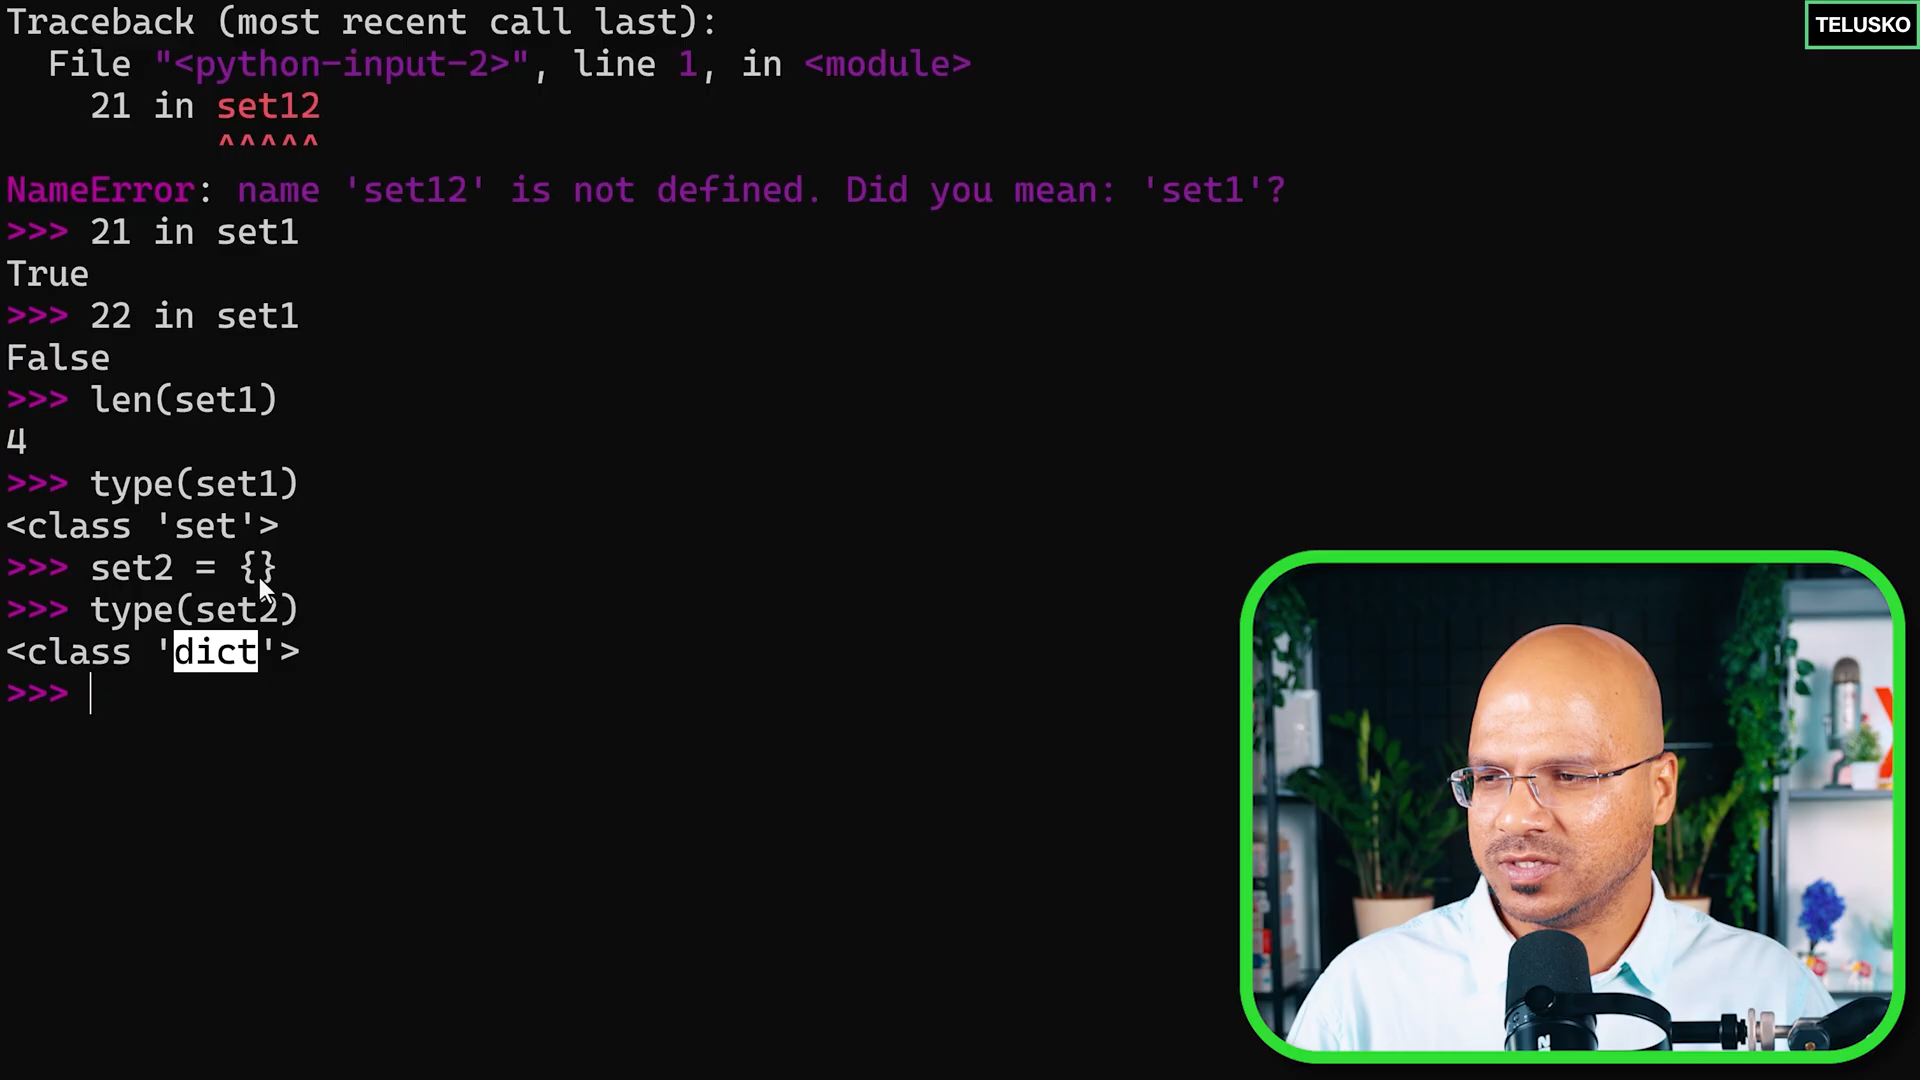 Traceback (most recent call last):
TELUSKO
File "<python-input-2>", line 1, in <module>
21 in set12
^^^^^
NameError: name 'set12' is not defined. Did you mean: 'set1'?
>>> 21 in set1
True
>>> 22 in set1
False
>>> len(set1)
4
>>> type(set1)
<class 'set'>
>>> set2 = {}
>>> type(set2)
<class 'dict'>
>>>